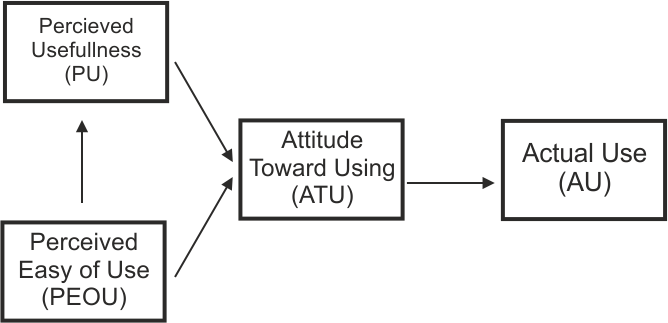 Percieved
Usefullness
(PU)
Attitude
Toward Using
(ATU)
Actual Use
(AU)
Perceived
Easy of Use
(PEOU)